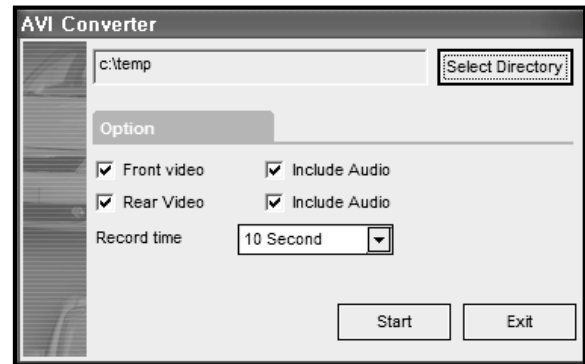 AVI Converter
c:\temp
Select Directory
Option
Front video
Include Audio
Rear Video
Include Audio
Record time
10 Second
Start
Exit